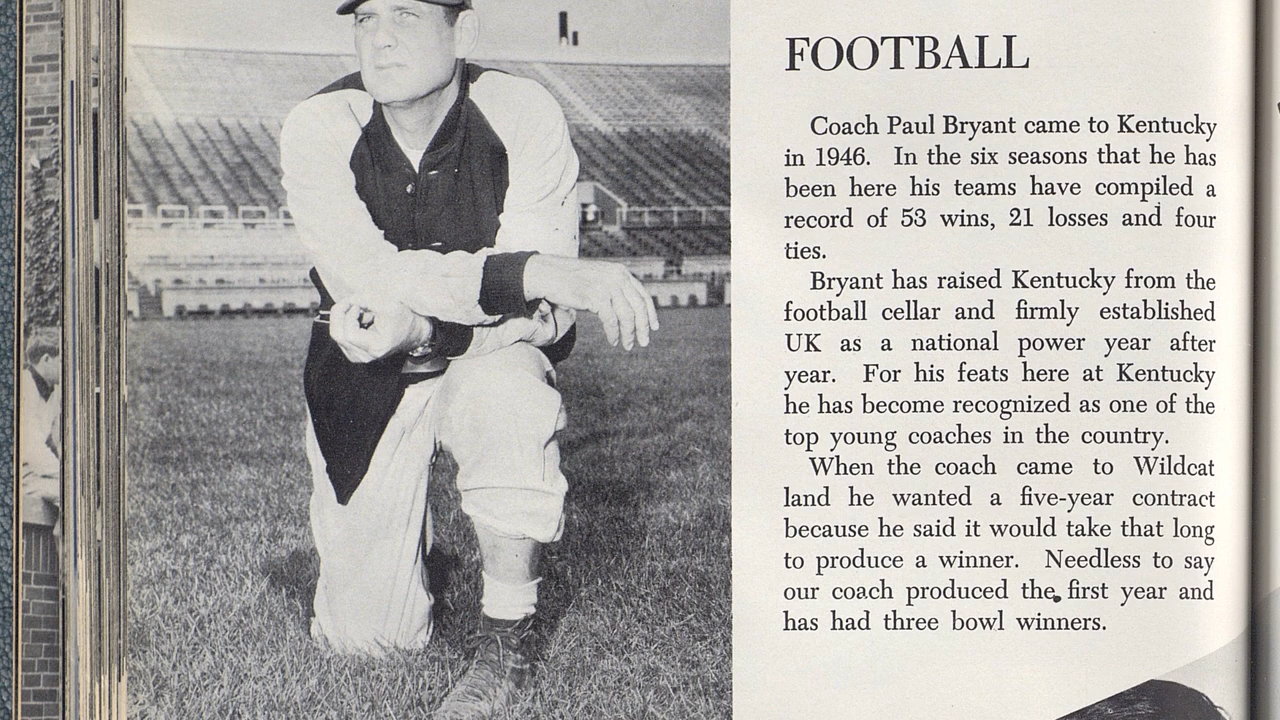 FOOTBALL
Coach Paul Bryant came to Kentucky
in 1946. In the six seasons that he has
been here his teams have compiled a
record of 53 wins, 21 losses and four
ties.
Bryant has raised Kentucky from the
football cellar and firmly established
UK as a national power year after
year. For his feats here at Kentucky
he has become recognized as one of the
top young coaches in the country.
When the coach came to Wildcat
land he wanted a five-year contract
because he said it would take that long
to produce a winner. Needless to say
our coach produced the first year and
has had three bowl winners.